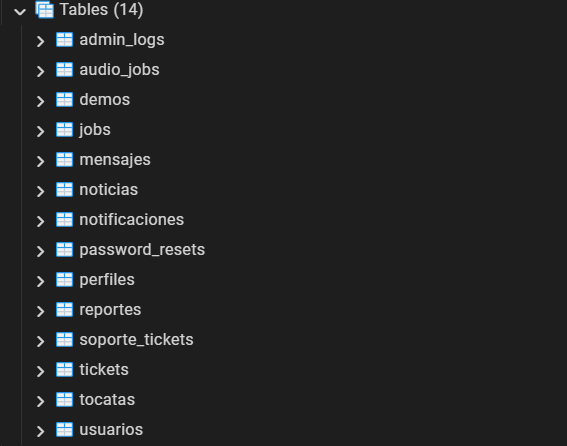 Tables (14)
admin_logs
audio_jobs
demos
jobs
mensajes
noticias
notificaciones
password_resets
perfiles
reportes
soporte_tickets
tickets
tocatas
usuarios